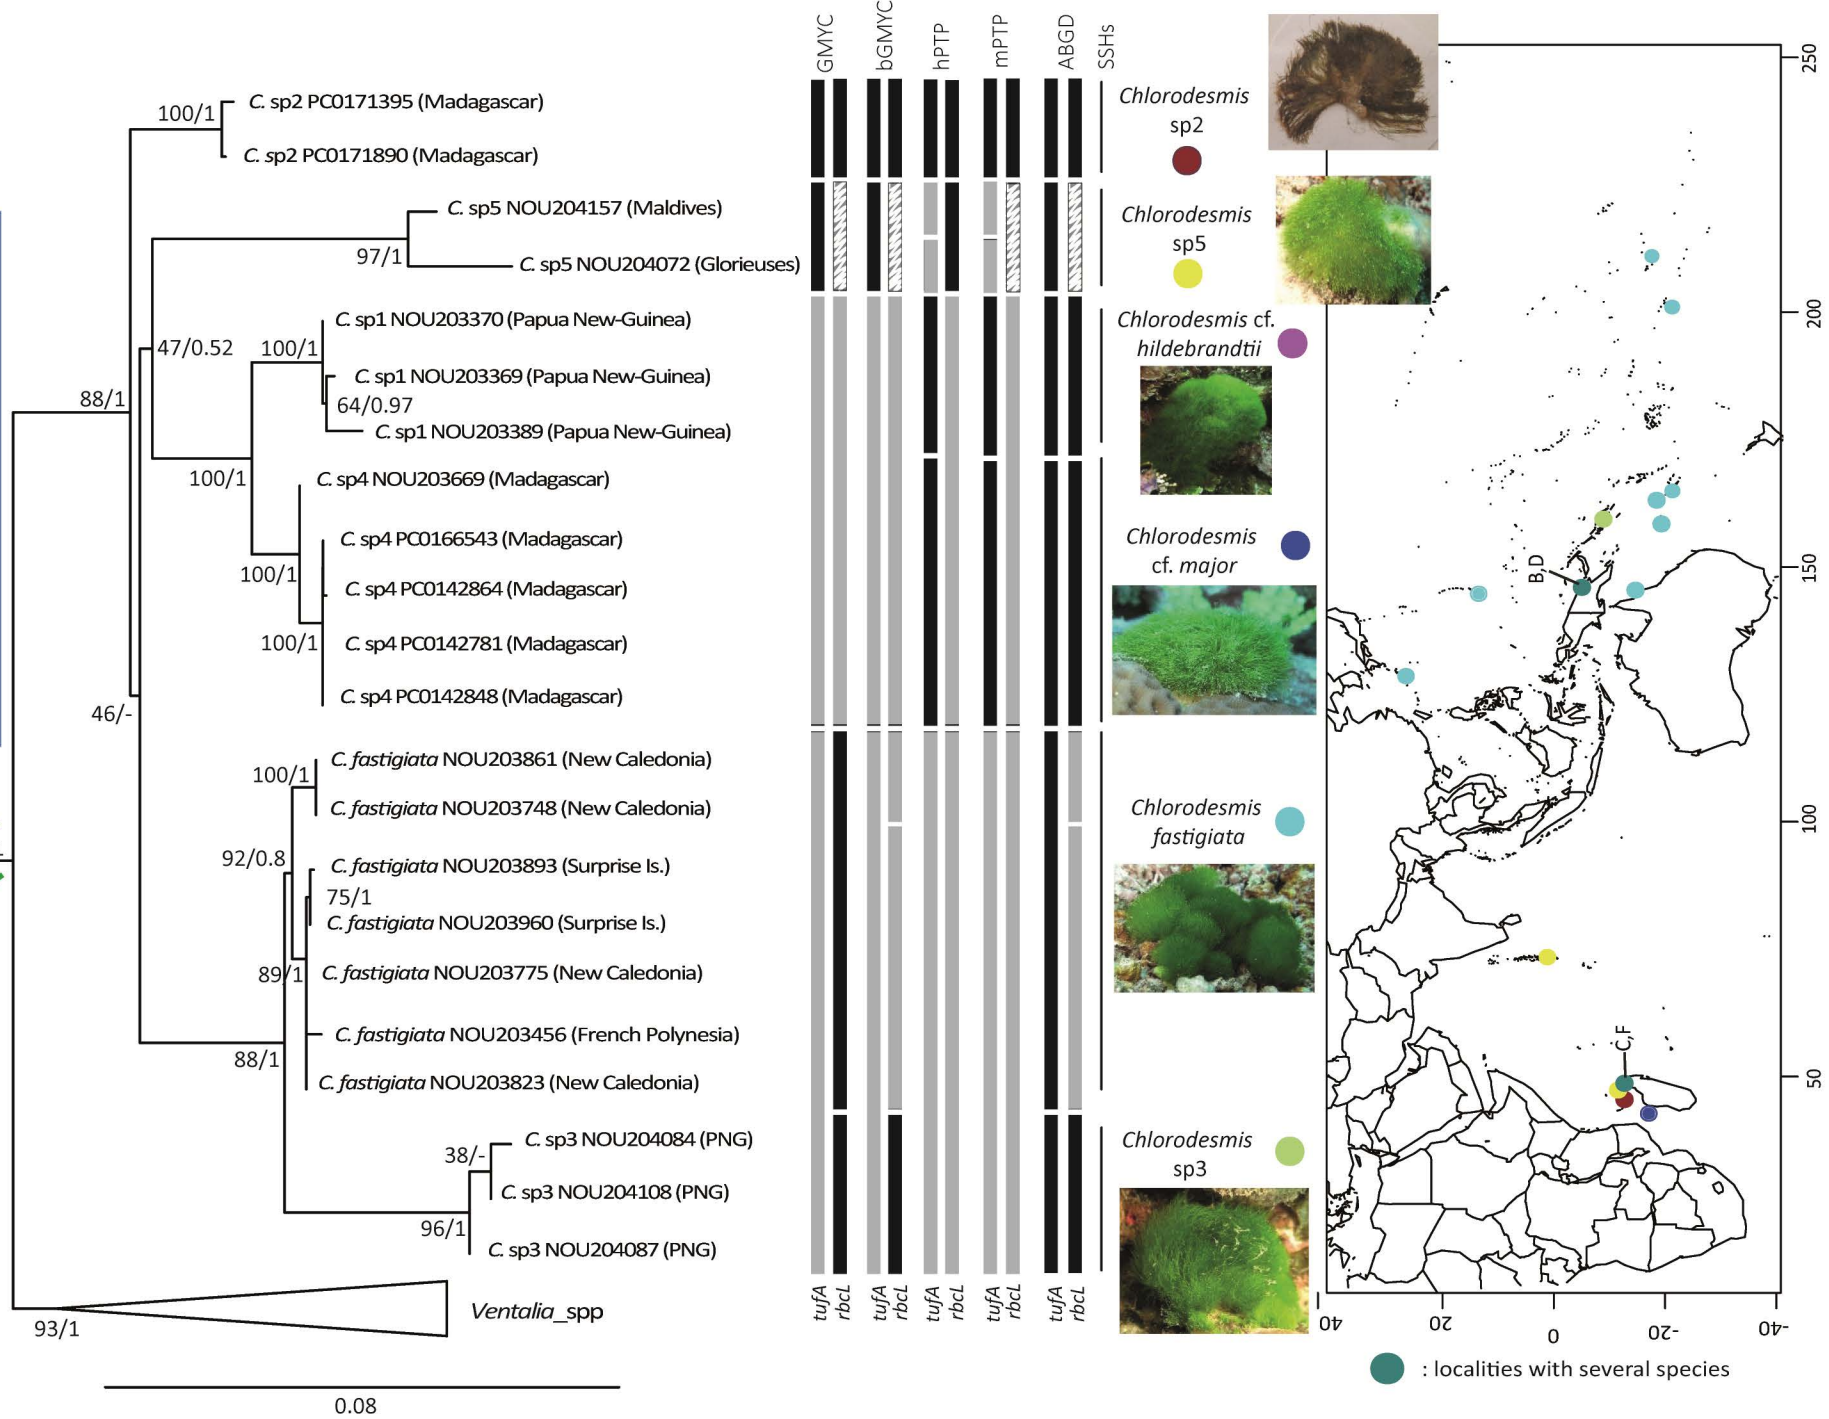 GMYC
bGMYC
hPTP
mPTP
ABGD
SSHs
100/1
C. sp2 PC0171395 (Madagascar)
C. sp2 PC0171890 (Madagascar)
C. sp5 NOU204157 (Maldives)
97/1
C. sp5 NOU204072 (Glorieuses)
C. sp1 NOU203370 (Papua New-Guinea)
47/0.52
100/1
C. sp1 NOU203369 (Papua New-Guinea)
88/1
64/0.97
C. sp1 NOU203389 (Papua New-Guinea)
100/1
C. sp4 NOU203669 (Madagascar)
C. sp4 PC0166543 (Madagascar)
100/1
C. sp4 PC0142864 (Madagascar)
100/1
C. sp4 PC0142781 (Madagascar)
C. sp4 PC0142848 (Madagascar)
46/-
C. fastigiata NOU203861 (New Caledonia)
100/1
C. fastigiata NOU203748 (New Caledonia)
92/0.8
C. fastigiata NOU203893 (Surprise Is.)
75/1
C. fastigiata NOU203960 (Surprise Is.)
89/1
C. fastigiata NOU203775 (New Caledonia)
C. fastigiata NOU203456 (French Polynesia)
88/1
C. fastigiata NOU203823 (New Caledonia)
C. sp3 NOU204084 (PNG)
38/-
C. sp3 NOU204108 (PNG)
96/1
C. sp3 NOU204087 (PNG)
Ventalia_spp
93/1
0.08
tufA
rbcL
tufA
rbcL
tufA
rbcL
tufA
rbcL
tufA
rbcL
Chlorodesmis
sp2
Chlorodesmis
sp5
Chlorodesmis cf.
hildebrandtii
Chlorodesmis
cf. major
Chlorodesmis
fastigiata
Chlorodesmis
sp3
B,D
C,F
250
200
150
100
50
40
20
0
-20
-40
: localities with several species